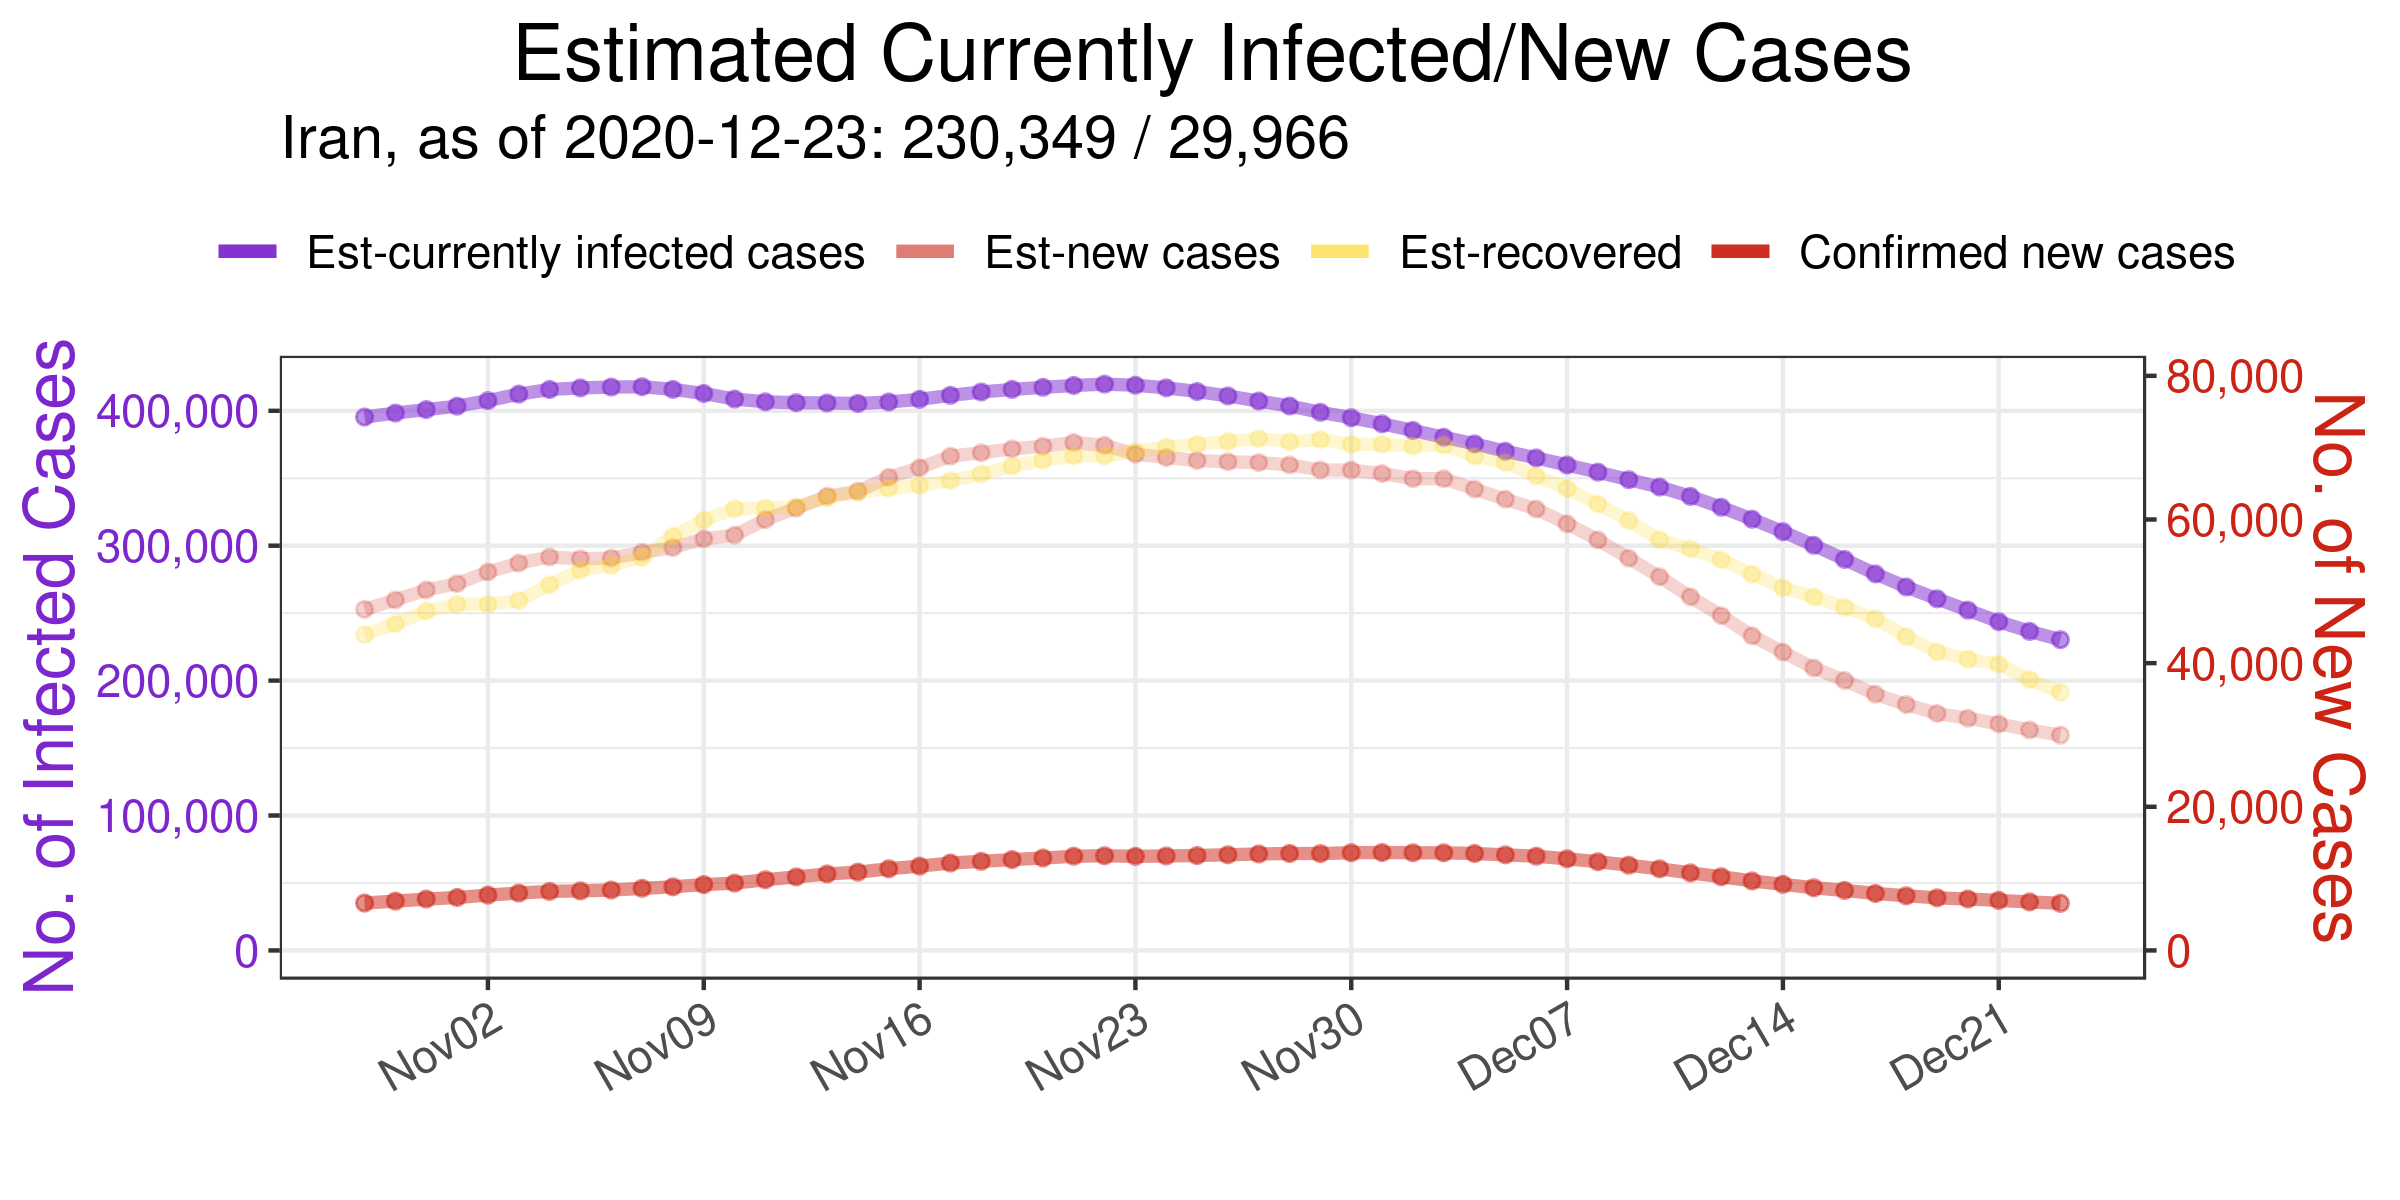 Estimated Currently Infected/New Cases
Iran, as of 2020-12-23: 230,349 / 29,966
Est-currently infected cases Est-new cases Est-recovered Confirmed new cases
No. of Infected Cases
400,000
300,000
200,000
100,000
0
80,000
60,000
40,000
20,000
0
No. of New Cases
Nov02 Nov09 Nov16 Nov23 Nov30 Dec07 Dec14 Dec21